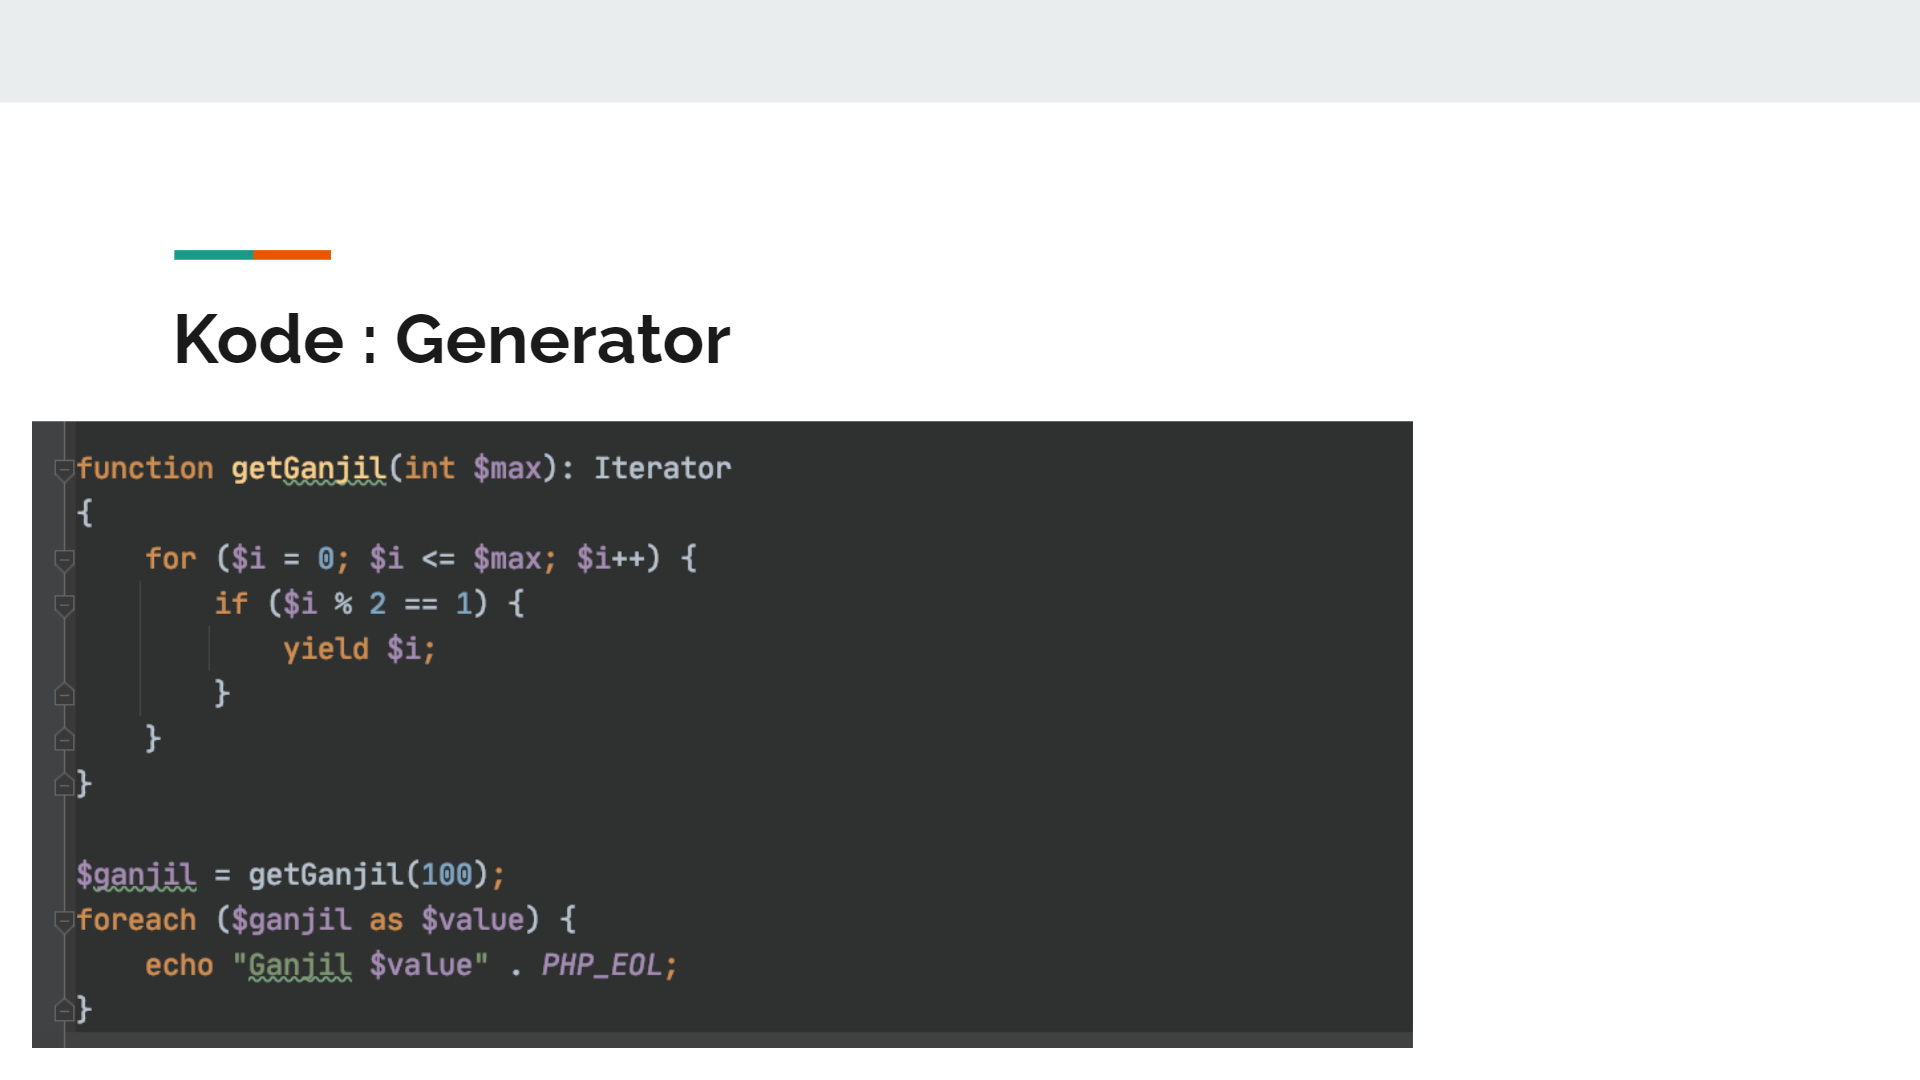 Kode : Generator
function getGanjil(int $max): Iterator
{
    for ($i = 0; $i <= $max; $i++) {
        if ($i % 2 == 1) {
            yield $i;
        }
    }
}

$ganjil = getGanjil(100);
foreach ($ganjil as $value) {
    echo "Ganjil $value" . PHP_EOL;
}